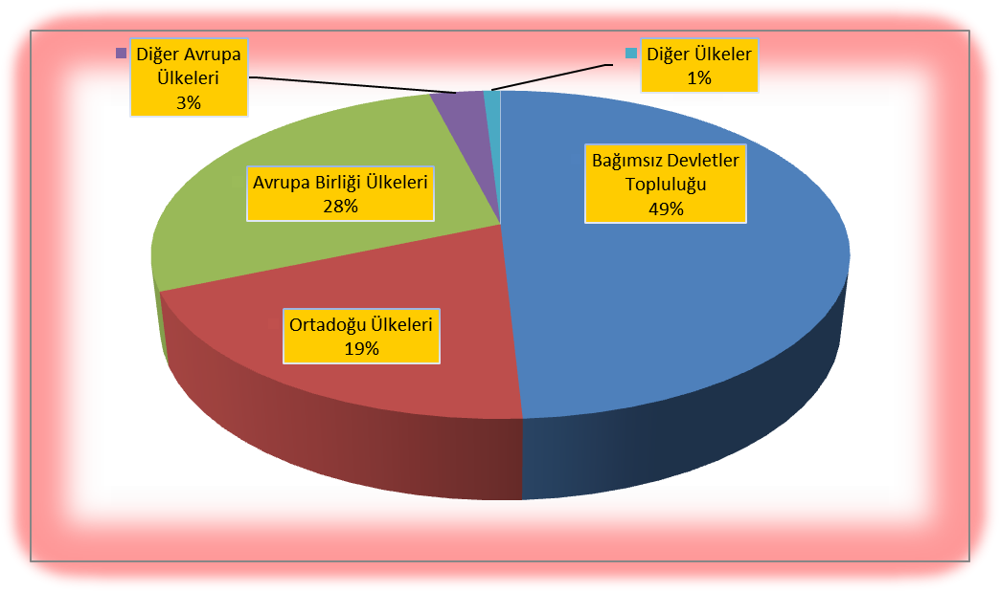 Diğer Avrupa
Ülkeleri
3%
Diğer Ülkeler
1%
Bağımsız Devletler
Topluluğu
49%
Avrupa Birliği Ülkeleri
28%
Ortadoğu Ülkeleri
19%